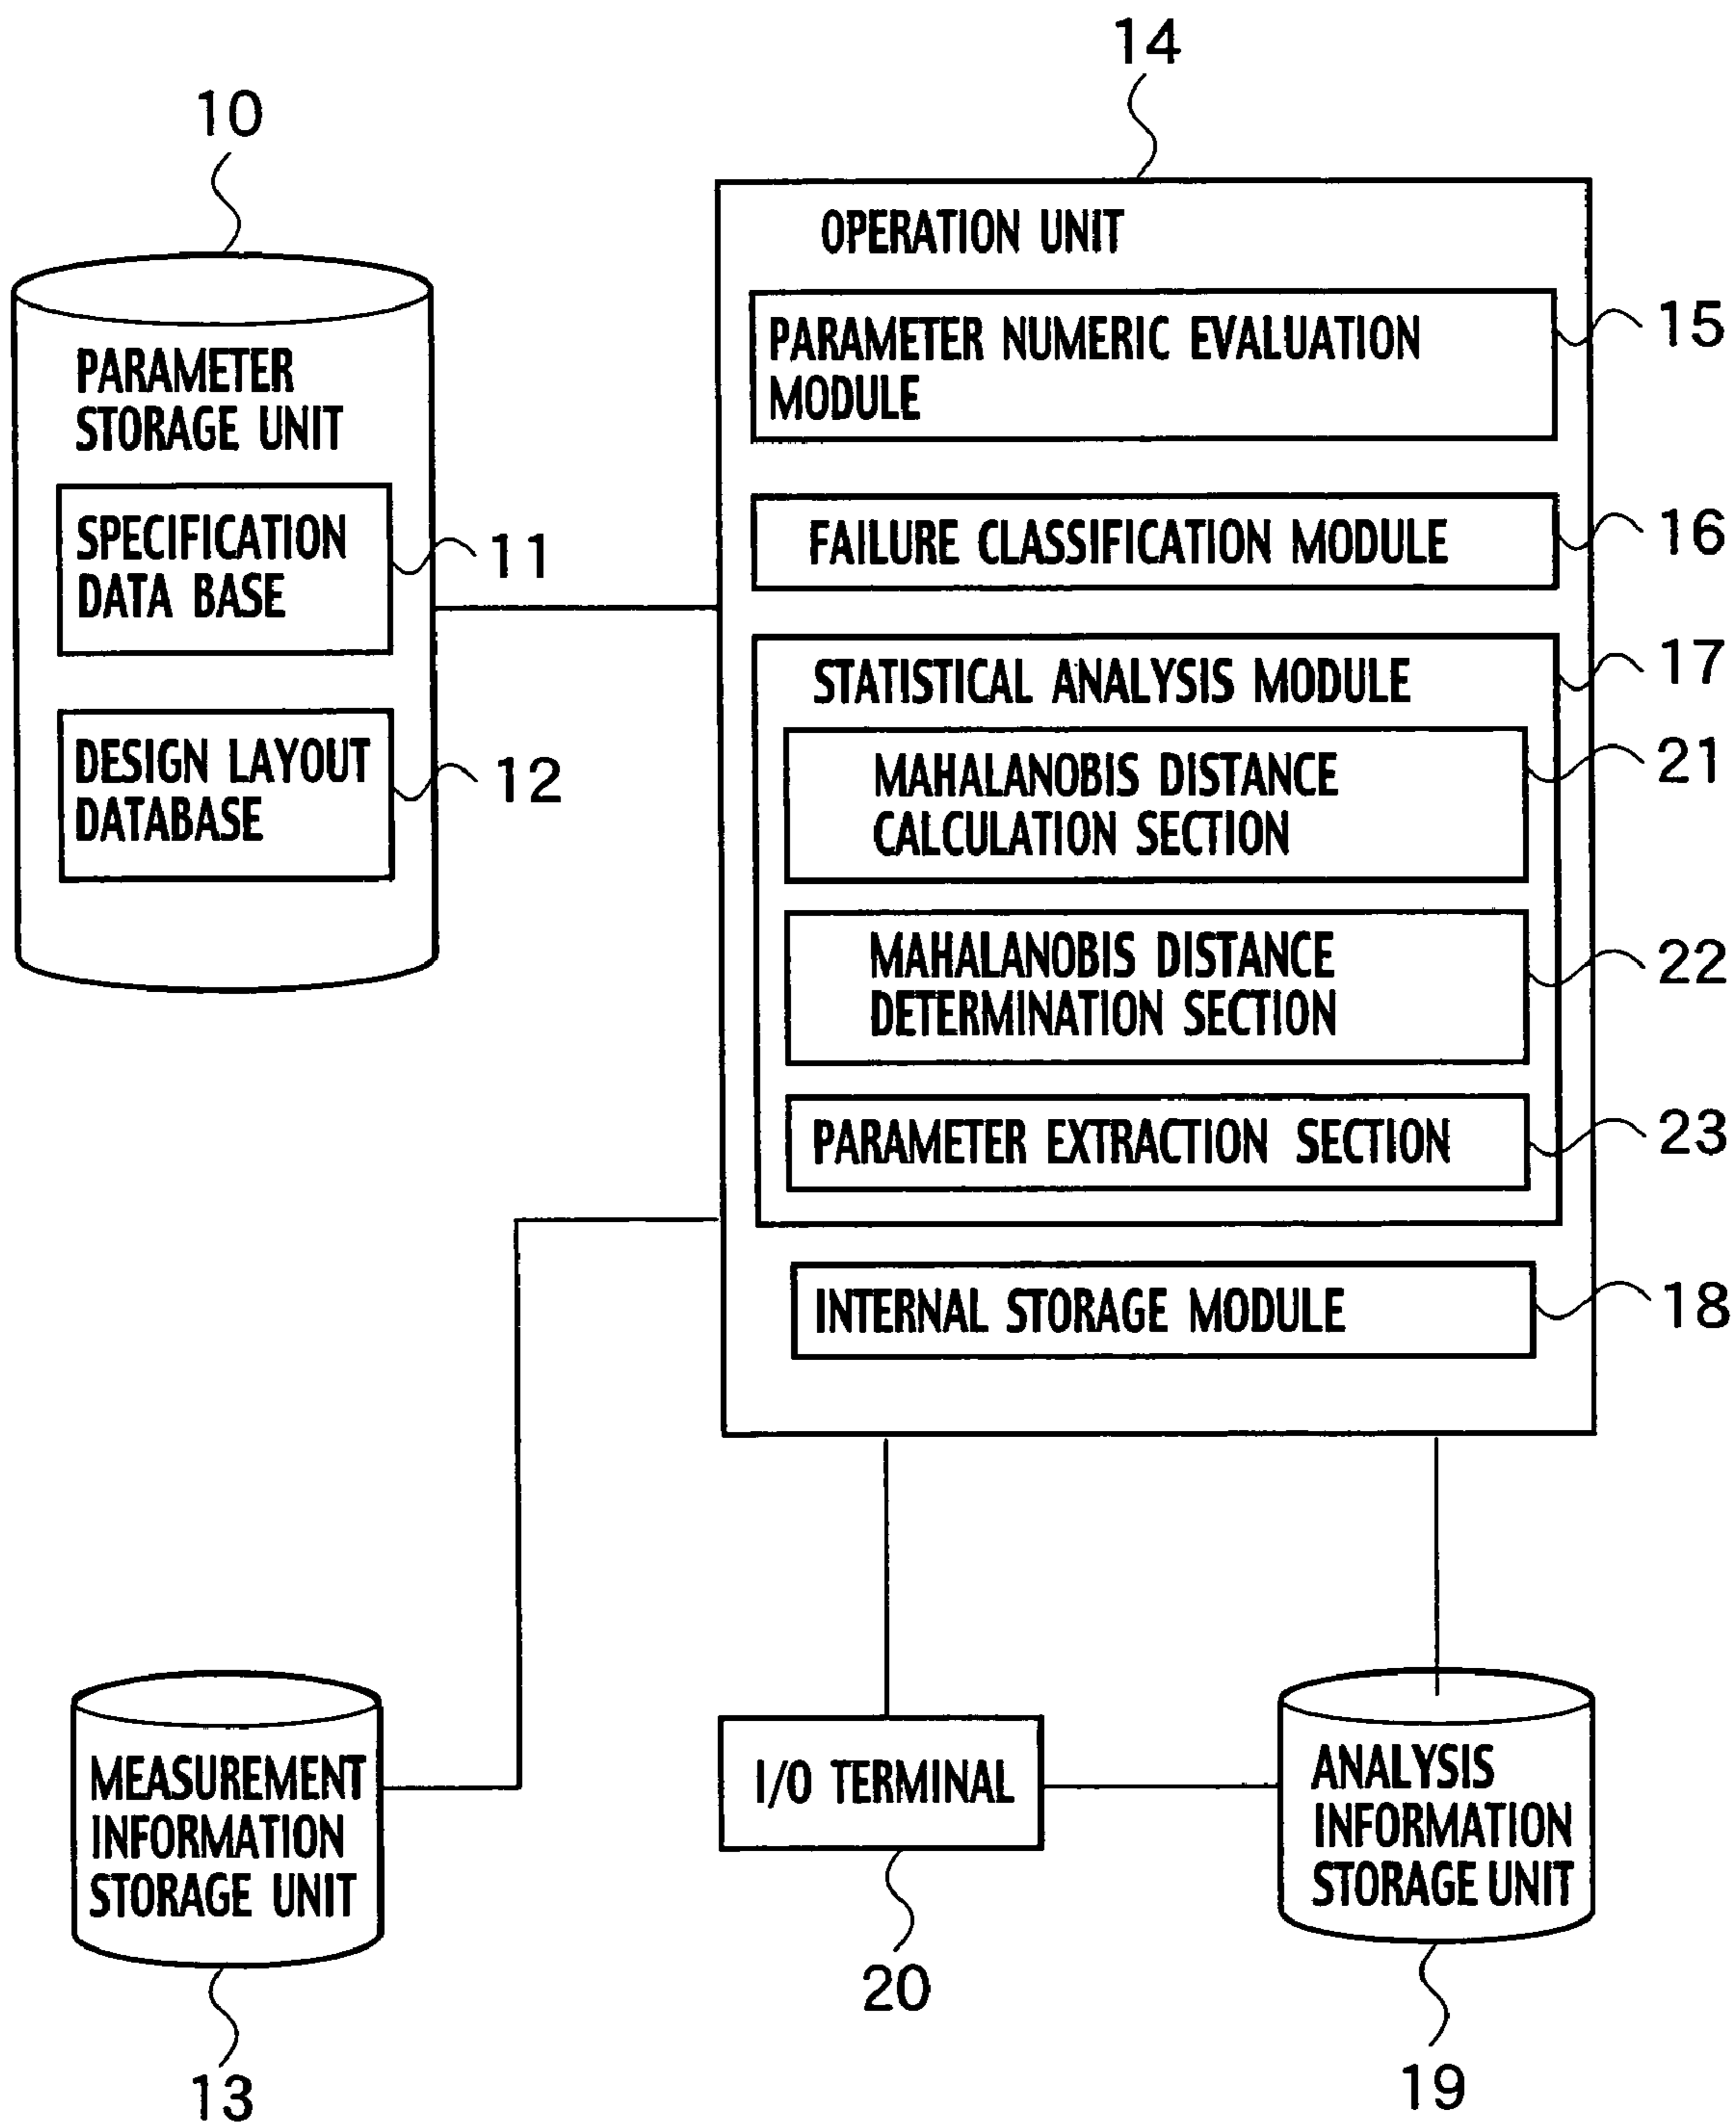 14
10
OPERATION UNIT
PARAMETER NUMERIC EVALUATION
MODULE
15
PARAMETER
STORAGE UNIT
SPECIFICATION
DATA BASE
11
FAILURE CLASSIFICATION MODULE
16
STATISTICAL ANALYSIS MODULE
17
DESIGN LAYOUT
DATABASE
12
MAHALANOBIS DISTANCE
CALCULATION SECTION
21
MAHALANOBIS DISTANCE
DETERMINATION SECTION
22
PARAMETER EXTRACTION SECTION
23
INTERNAL STORAGE MODULE
18
MEASUREMENT
INFORMATION
STORAGE UNIT
I/O TERMINAL
ANALYSIS
INFORMATION
STORAGE UNIT
20
13
19